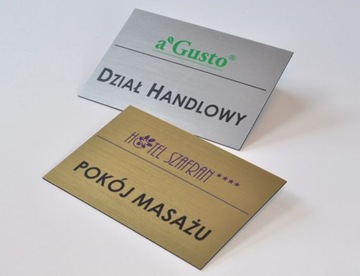 a'Gusto®
DZIAŁ HANDLOWY
HOTEL SZAFRAN ****
POKÓJ MASAŻU